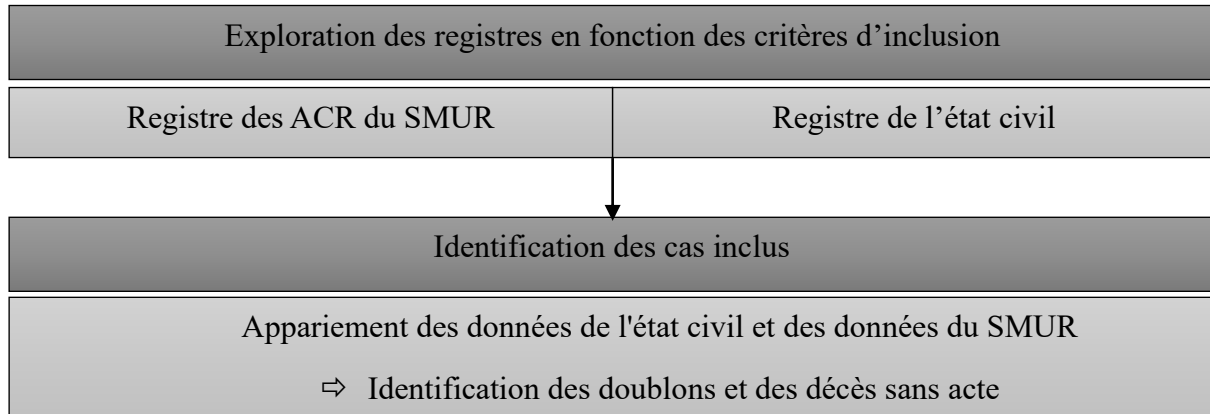 Exploration des registres en fonction des critères d’inclusion
Registre des ACR du SMUR
Registre de l’état civil
Identification des cas inclus
Appariement des données de l'état civil et des données du SMUR
⇨ Identification des doublons et des décès sans acte